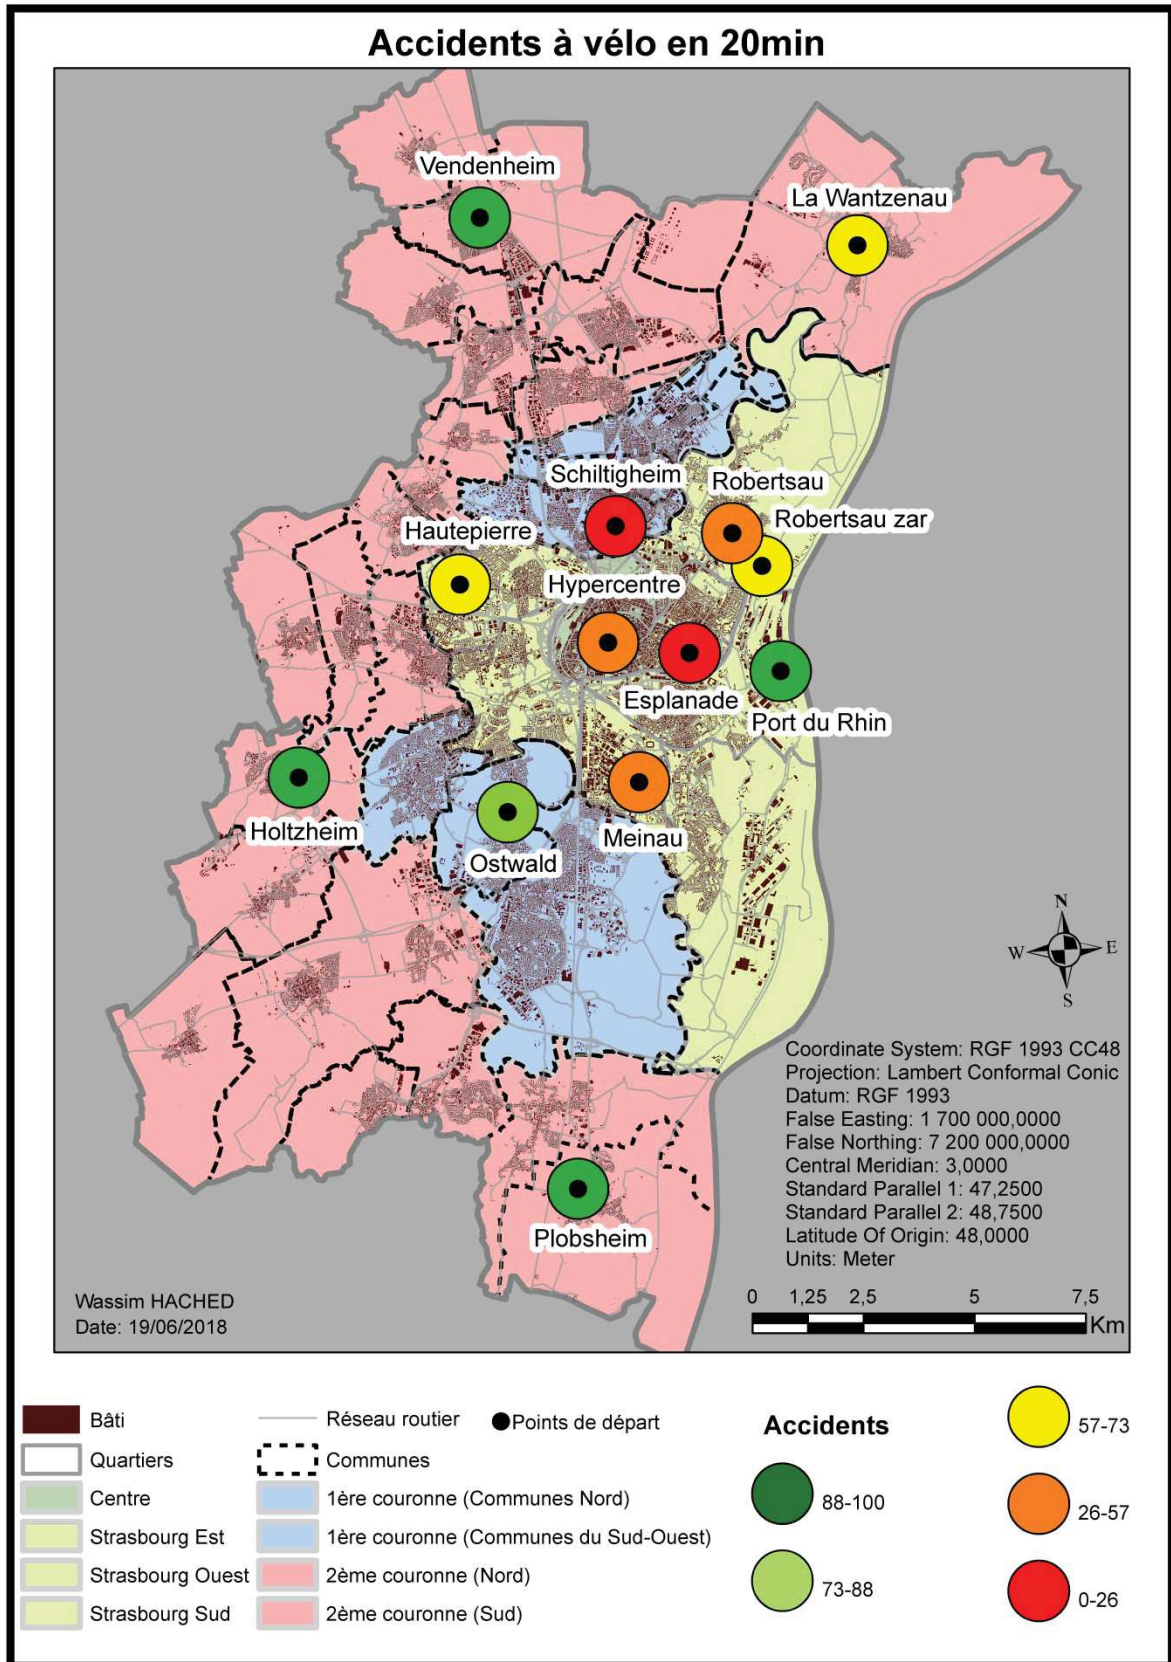 Accidents à vélo en 20min
Vendenheim
La Wantzenau
Schiltigheim
Robertsau
Robertsau zar
Hautepierre
Hypercentre
Esplanade
Port du Rhin
Holtzheim
Ostwald
Meinau
Plobsheim
N
W
E
S
Coordinate System: RGF 1993 CC48
Projection: Lambert Conformal Conic
Datum: RGF 1993
False Easting: 1 700 000,0000
False Northing: 7 200 000,0000
Central Meridian: 3,0000
Standard Parallel 1: 47,2500
Standard Parallel 2: 48,7500
Latitude Of Origin: 48,0000
Units: Meter
Wassim HACHED
Date: 19/06/2018
0 1,25 2,5 5 7,5
Km
Bâti
Quartiers
Centre
Strasbourg Est
Strasbourg Ouest
Strasbourg Sud
Réseau routier
Communes
1ère couronne (Communes Nord)
1ère couronne (Communes du Sud-Ouest)
2ème couronne (Nord)
2ème couronne (Sud)
Points de départ
Accidents
88-100
73-88
57-73
26-57
0-26